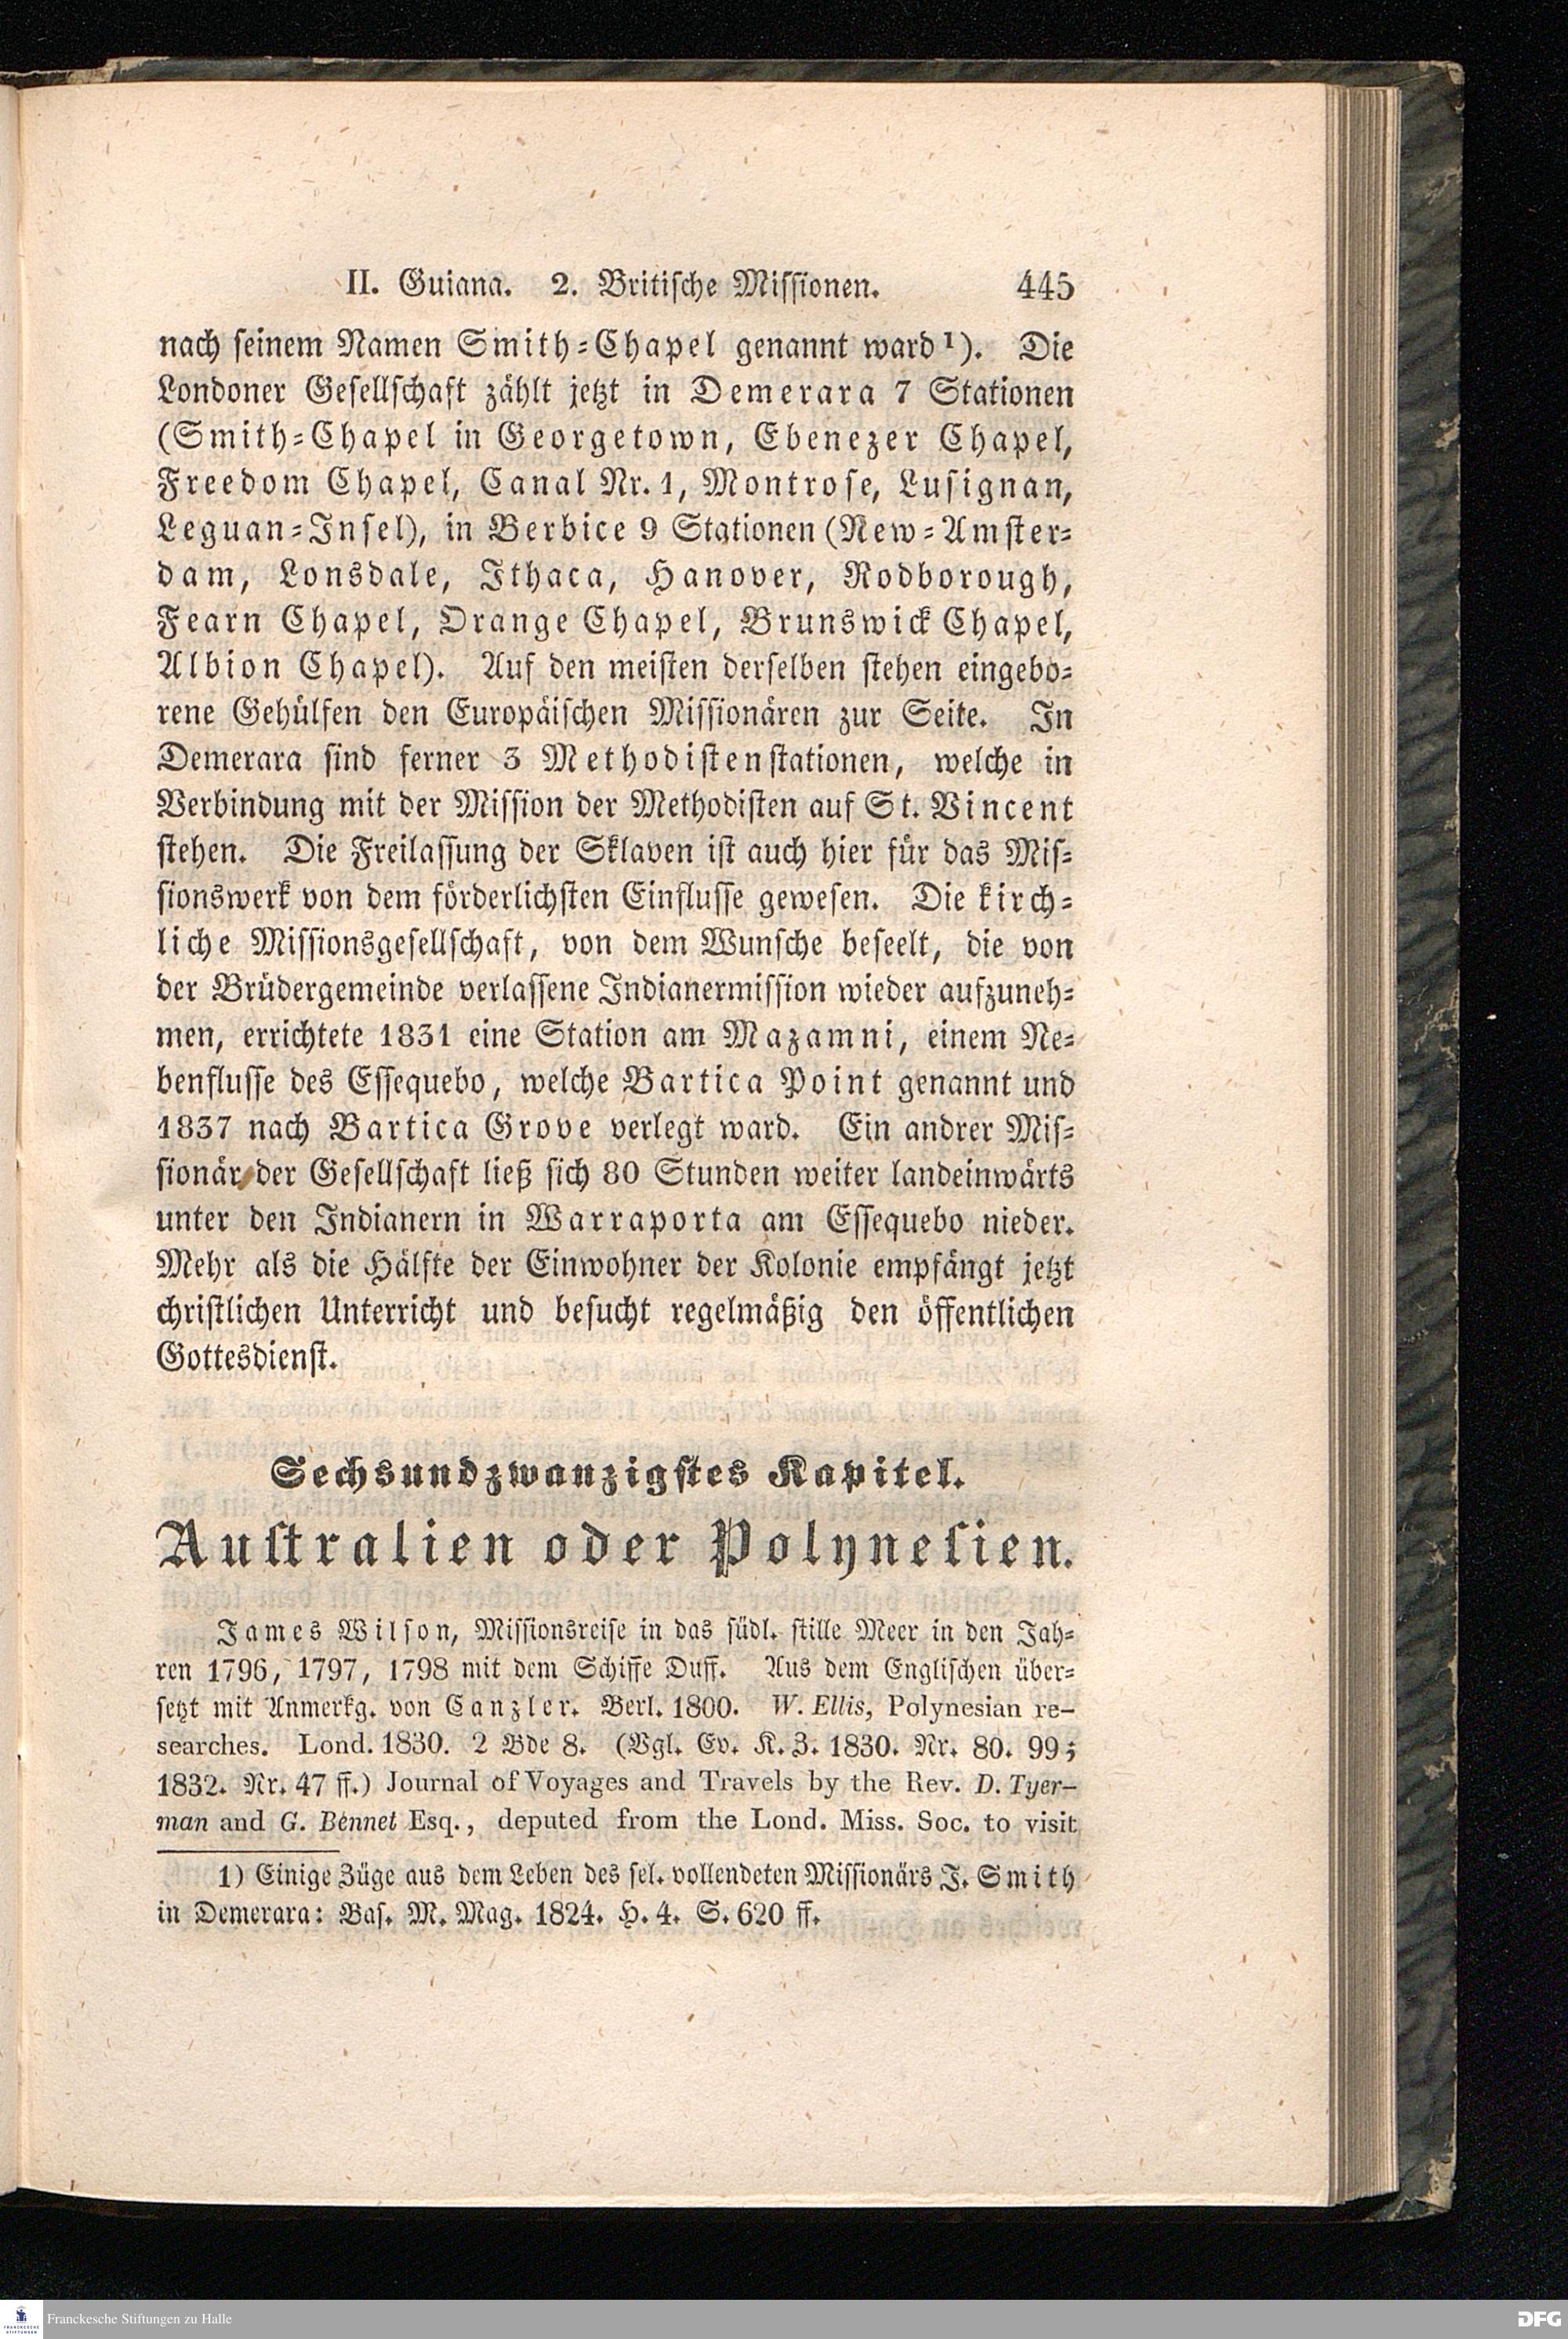 II. Guiana. 2. Britische Missionen. 445
nach seinem Namen Smith-Chapel genannt ward 1). Die
Londoner Gesellschaft zählt jetzt in Demerara 7 Stationen
(Smith-Chapel in Georgetown, Ebenezer Chapel,
Freedom Chapel, Canal Nr. 1, Montrose, Lusignan,
Leguan-Insel), in Berbice 9 Stationen (New-Amster-
dam, Lonsdale, Ithaca, Hanover, Rodborough,
Fearn Chapel, Orange Chapel, Brunswick Chapel,
Albion Chapel). Auf den meisten derselben stehen eingebo-
rene Gehülfen den Europäischen Missionären zur Seite. In
Demerara sind ferner 3 Methodistenstationen, welche in
Verbindung mit der Mission der Methodisten auf St. Vincent
stehen. Die Freilassung der Sklaven ist auch hier für das Mis-
sionswerk von dem förderlichsten Einflusse gewesen. Die kirch-
liche Missionsgesellschaft, von dem Wunsche beseelt, die von
der Brüdergemeinde verlassene Indianermission wieder aufzuneh-
men, errichtete 1831 eine Station am Mazamni, einem Ne-
benflusse des Essequebo, welche Bartica Point genannt und
1837 nach Bartica Grove verlegt ward. Ein andrer Mis-
sionär der Gesellschaft ließ sich 80 Stunden weiter landeinwärts
unter den Indianern in Warraporta am Essequebo nieder.
Mehr als die Hälfte der Einwohner der Kolonie empfängt jetzt
christlichen Unterricht und besucht regelmäßig den öffentlichen
Gottesdienst.
Sechsundzwanzigstes Kapitel.
Australien oder Polynesien.
James Wilson, Missionsreise in das südl. stille Meer in den Jah-
ren 1796, 1797, 1798 mit dem Schiffe Duff. Aus dem Englischen über-
setzt mit Anmerkg. von Canzler. Berl. 1800. W. Ellis, Polynesian re-
searches. Lond. 1830. 2 Bde 8. (Vgl. Ev. K. Z. 1830. Nr. 80. 99;
1832. Nr. 47 ff.) Journal of Voyages and Travels by the Rev. D. Tyer-
man and G. Bennet Esq., deputed from the Lond. Miss. Soc. to visit
1) Einige Züge aus dem Leben des sel. vollendeten Missionärs J. Smith
in Demerara: Bas. M. Mag. 1824. H. 4. S. 620 ff.
FRANCKESCHE STIFTUNGEN
Franckesche Stiftungen zu Halle
DFG